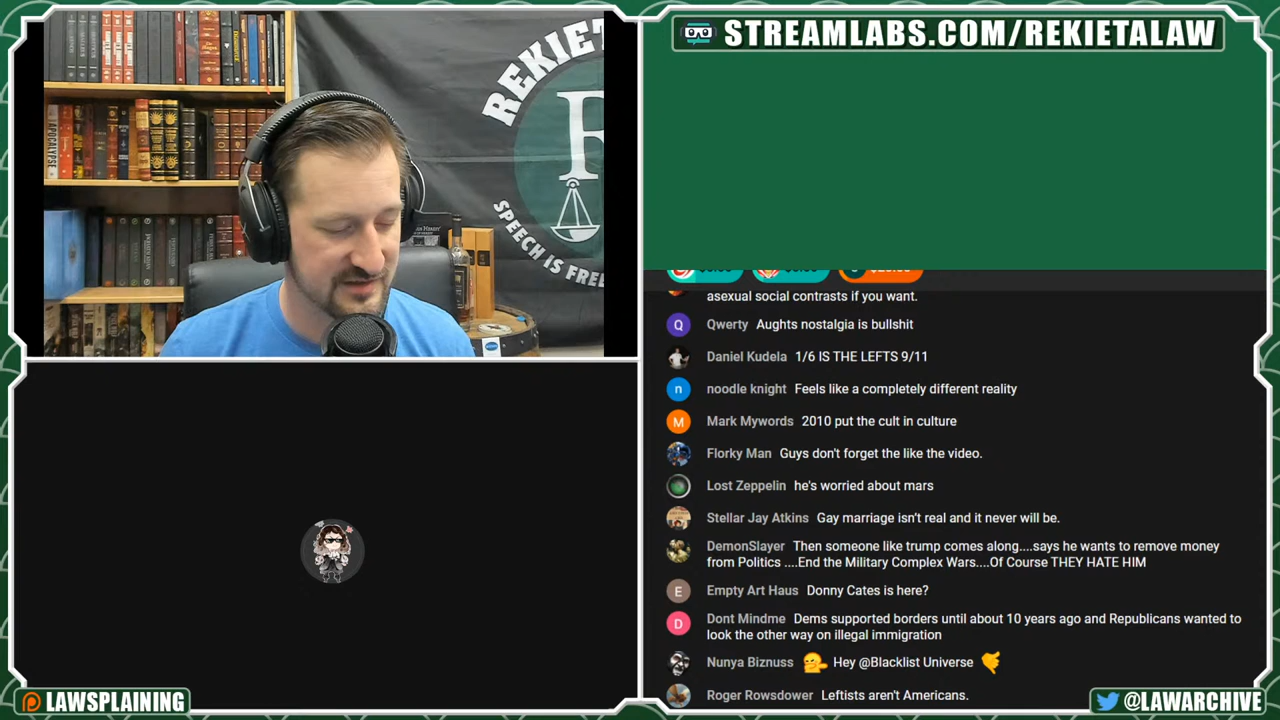 STREAMLABS.COM/REKIETALAW
REKIETA
SPEECH IS FREE
R
APOCALYPSE
asexual social contrasts if you want.
Q Qwerty Aughts nostalgia is bullshit
Daniel Kudela 1/6 IS THE LEFTS 9/11
n noodle knight Feels like a completely different reality
M Mark Mywords 2010 put the cult in culture
Florky Man Guys don't forget the like the video.
Lost Zeppelin he's worried about mars
Stellar Jay Atkins Gay marriage isn't real and it never will be.
DemonSlayer Then someone like trump comes along....says he wants to remove money
from Politics ....End the Military Complex Wars....Of Course THEY HATE HIM
E Empty Art Haus Donny Cates is here?
D Dont Mindme Dems supported borders until about 10 years ago and Republicans wanted to
look the other way on illegal immigration
Nunya Biznuss Hey @Blacklist Universe
Roger Rowsdower Leftists aren't Americans.
LAWSPLAINING
@LAWARCHIVE